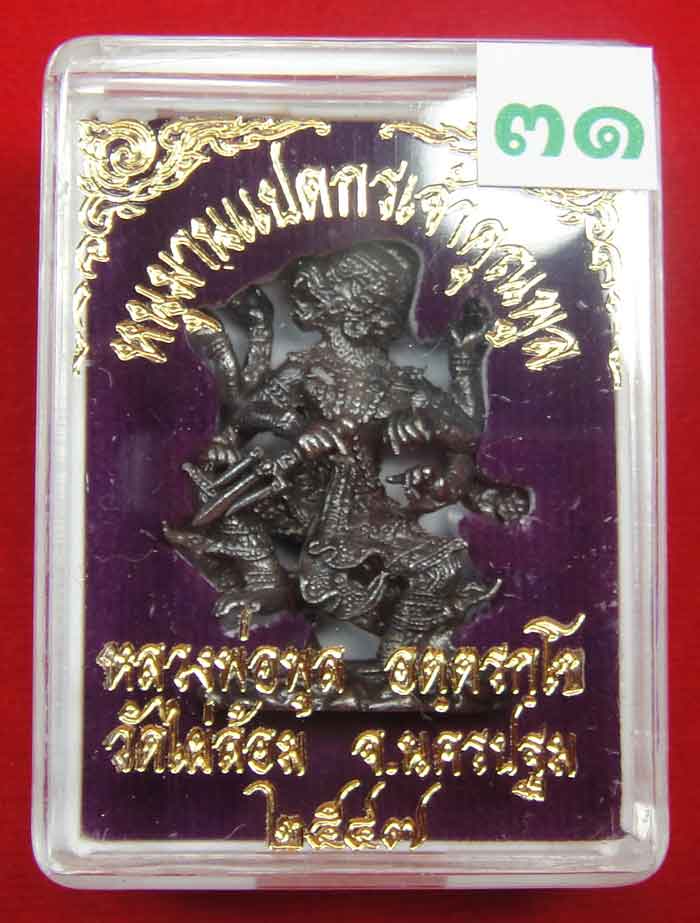 ๓๑
หนุมานแปดกรเจ้าคุณพูล
หลวงพ่อพูล อตฺตรกฺโข
วัดไผ่ล้อม จ.นครปฐม
๒๕๔๗